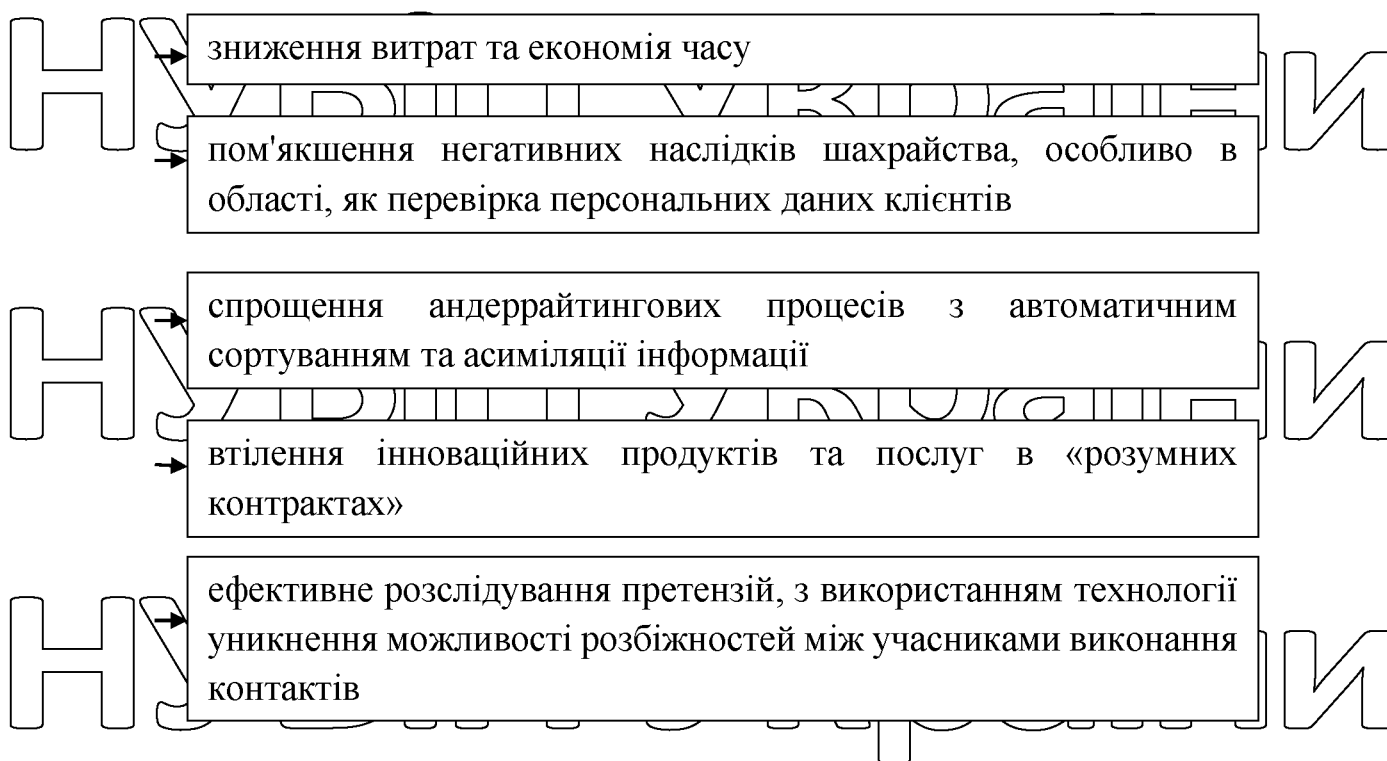 зниження витрат та економія часу
пом'якшення негативних наслідків шахрайства, особливо в
області, як перевірка персональних даних клієнтів
спрощення андеррайтингових процесів з автоматичним
сортуванням та асиміляції інформації
втілення інноваційних продуктів та послуг в «розумних
контрактах»
ефективне розслідування претензій, з використанням технології
уникнення можливості розбіжностей між учасниками виконання
контактів